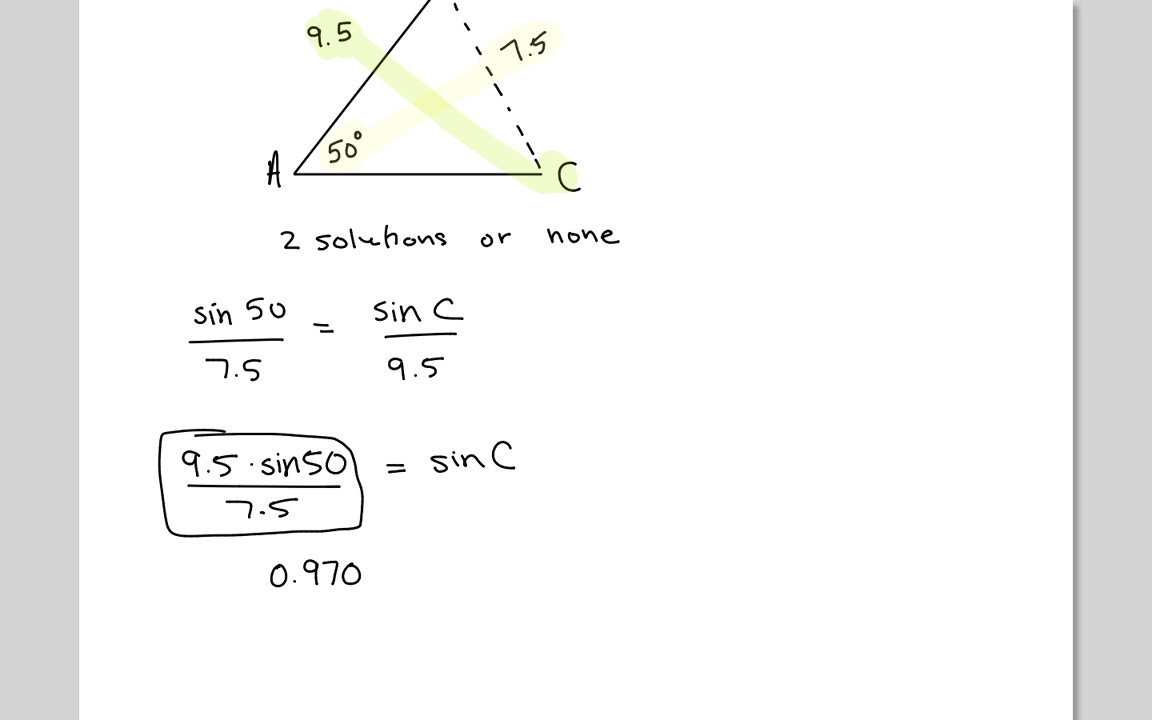 9.5
7.5
50°
A
C
2 solutions or none
sin 50 / 7.5 = sin C / 9.5
9.5 · sin50 / 7.5 = sin C
0.970